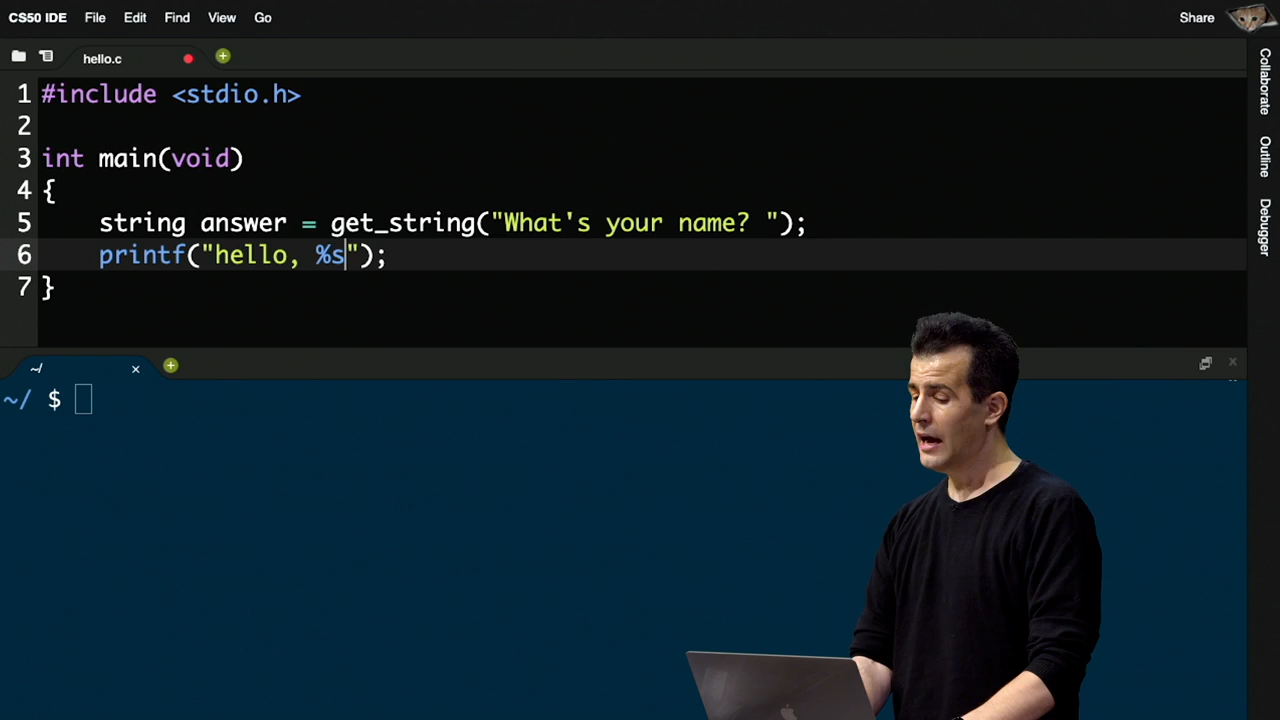 CS50 IDE File Edit Find View Go Share
hello.c
1 #include <stdio.h>
2
3 int main(void)
4 {
5 string answer = get_string("What's your name? ");
6 printf("hello, %s");
7 }
~/
~/ $
Collaborate
Outline
Debugger